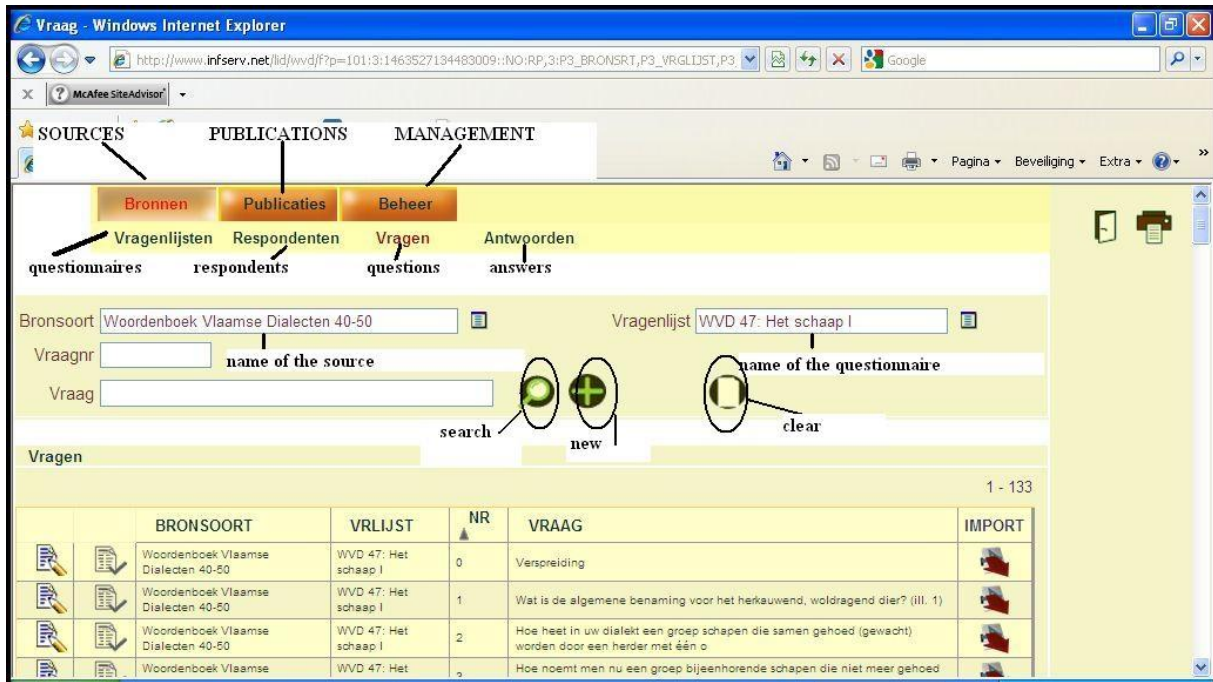 Vraag - Windows Internet Explorer
http://www.infserv.net/lid/wvd/f?p=101:3:1463527134483009::NO:RP,3:P3_BRONSRT,P3_VRGLIJST,P3 Google
X ? McAfee SiteAdvisor
SOURCES PUBLICATIONS MANAGEMENT
Pagina Beveiliging Extra »
Bronnen Publicaties Beheer
Vragenlijsten Respondenten Vragen Antwoorden
questionnaires respondents questions answers
Bronsoort Woordenboek Vlaamse Dialecten 40-50 Vragenlijst WVD 47: Het schaap I
Vraagnr name of the source name of the questionnaire
Vraag
search new clear
Vragen
1 - 133
BRONSOORT VRLIJST NR VRAAG IMPORT
Woordenboek Vlaamse WVD 47: Het
Dialecten 40-50 schaap I 0 Verspreiding
Woordenboek Vlaamse WVD 47: Het
Dialecten 40-50 schaap I 1 Wat is de algemene benaming voor het herkauwend, woldragend dier? (ill. 1)
Woordenboek Vlaamse WVD 47: Het Hoe heet in uw dialekt een groep schapen die samen gehoed (gewacht)
Dialecten 40-50 schaap I 2 worden door een herder met één o
Woordenboek Vlaamse WVD 47: Het Hoe noemt men nu een groep bijeenhorende schapen die niet meer gehoed